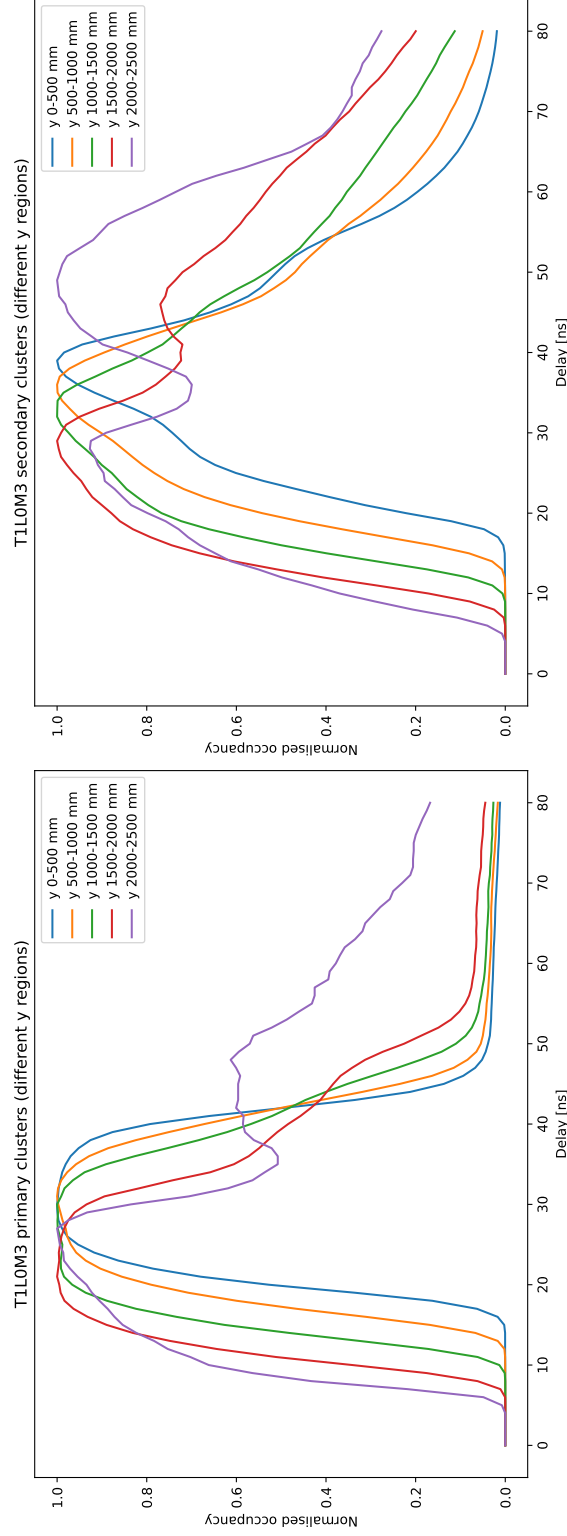 T1L0M3 primary clusters (different y regions)
y 0-500 mm
y 500-1000 mm
y 1000-1500 mm
y 1500-2000 mm
y 2000-2500 mm
Normalised occupancy
1.0
0.8
0.6
0.4
0.2
0.0
0 10 20 30 40 50 60 70 80
Delay [ns]
T1L0M3 secondary clusters (different y regions)
y 0-500 mm
y 500-1000 mm
y 1000-1500 mm
y 1500-2000 mm
y 2000-2500 mm
Normalised occupancy
1.0
0.8
0.6
0.4
0.2
0.0
0 10 20 30 40 50 60 70 80
Delay [ns]